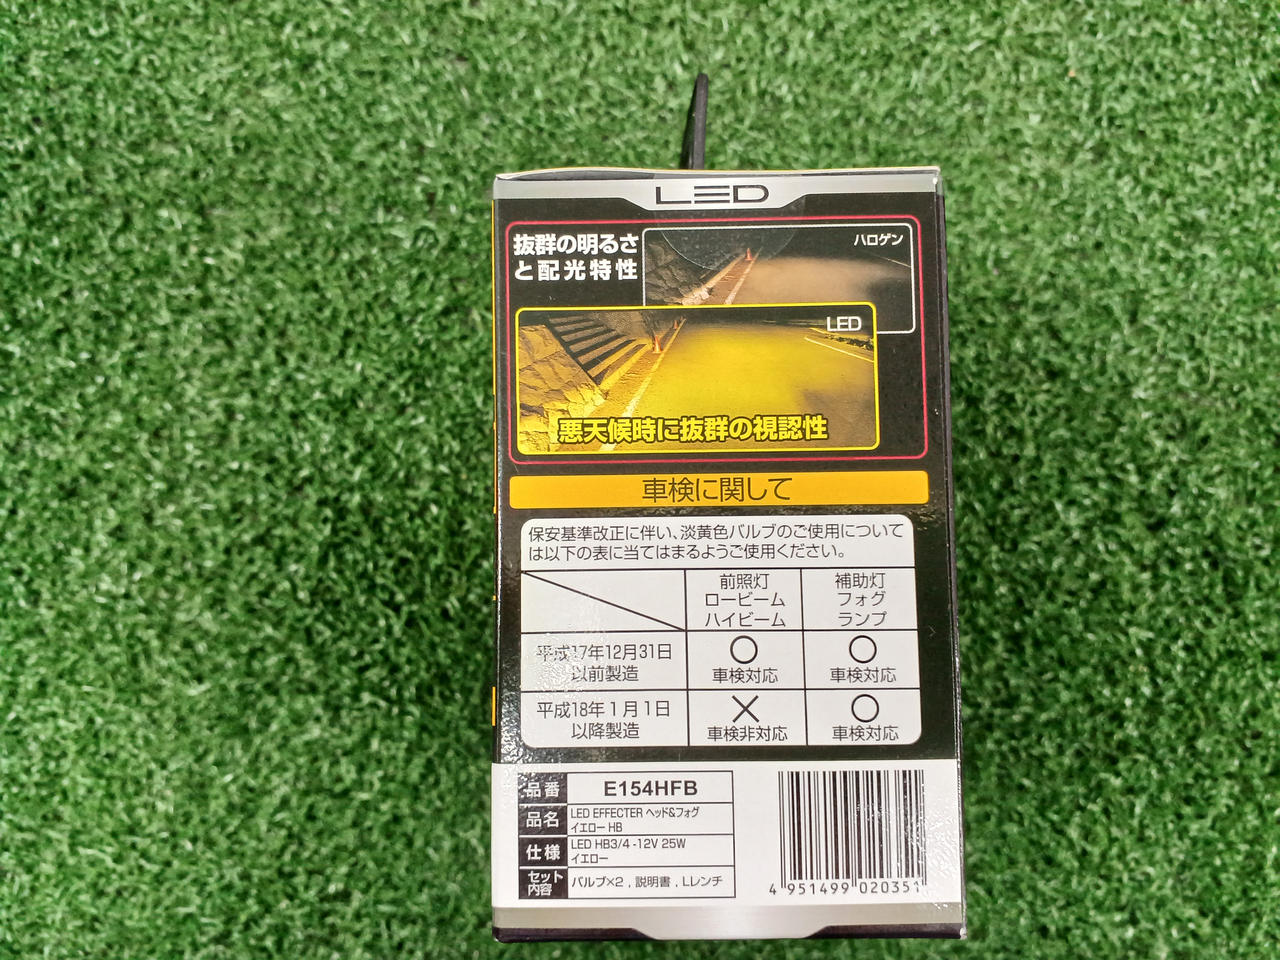 LED
抜群の明るさ
と配光特性
ハロゲン
LED
悪天候時に抜群の視認性
車検に関して
保安基準改正に伴い、淡黄色バルブのご使用について
は以下の表に当てはまるようご使用ください。
前照灯
ロービーム
ハイビーム
補助灯
フォグ
ランプ
平成17年12月31日
以前製造
○
車検対応
○
車検対応
平成18年1月1日
以降製造
×
車検非対応
○
車検対応
品番 E154HFB
品名 LED EFFECTER ヘッド&フォグ
イエロー HB
仕様 LED HB3/4 -12V 25W
イエロー
セット
内容
バルブ×2 , 説明書 , Lレンチ
4 951499 020351